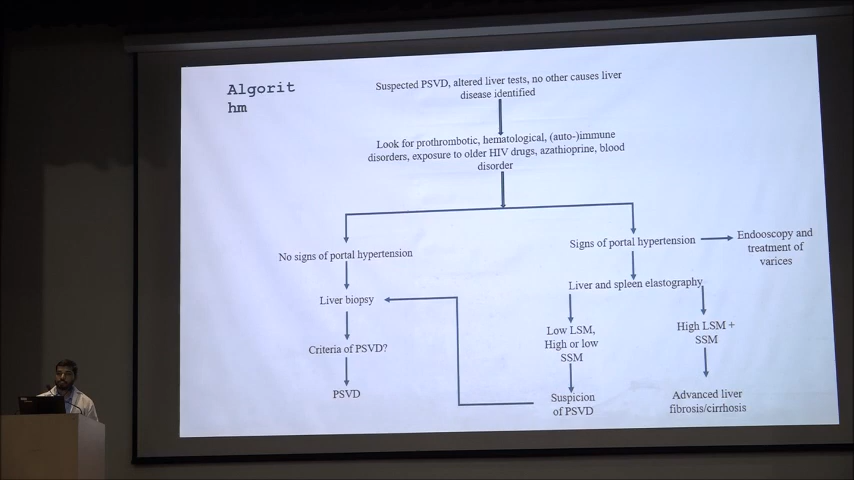 Algorit
hm
Suspected PSVD, altered liver tests, no other causes liver
disease identified
Look for prothrombotic, hematological, (auto-)immune
disorders, exposure to older HIV drugs, azathioprine, blood
disorder
No signs of portal hypertension
Signs of portal hypertension
Endooscopy and
treatment of
varices
Liver biopsy
Liver and spleen elastography
Criteria of PSVD?
Low LSM,
High or low
SSM
High LSM +
SSM
PSVD
Suspicion
of PSVD
Advanced liver
fibrosis/cirrhosis